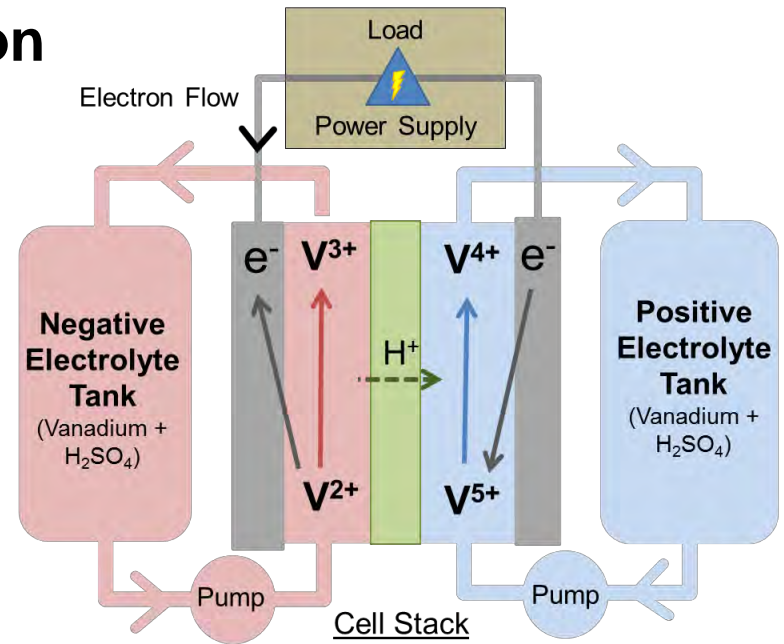 on
Load
Power Supply
Electron Flow
Negative
Electrolyte
Tank
(Vanadium +
H₂SO₄)
e⁻
V³⁺
V²⁺
H⁺
V⁴⁺
V⁵⁺
e⁻
Positive
Electrolyte
Tank
(Vanadium +
H₂SO₄)
Pump
Cell Stack
Pump